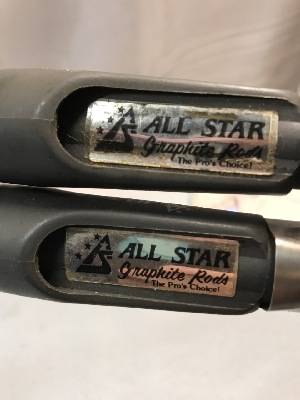 ALL STAR
Graphite Rods
The Pro's Choice!
ALL STAR
Graphite Rods
The Pro's Choice!